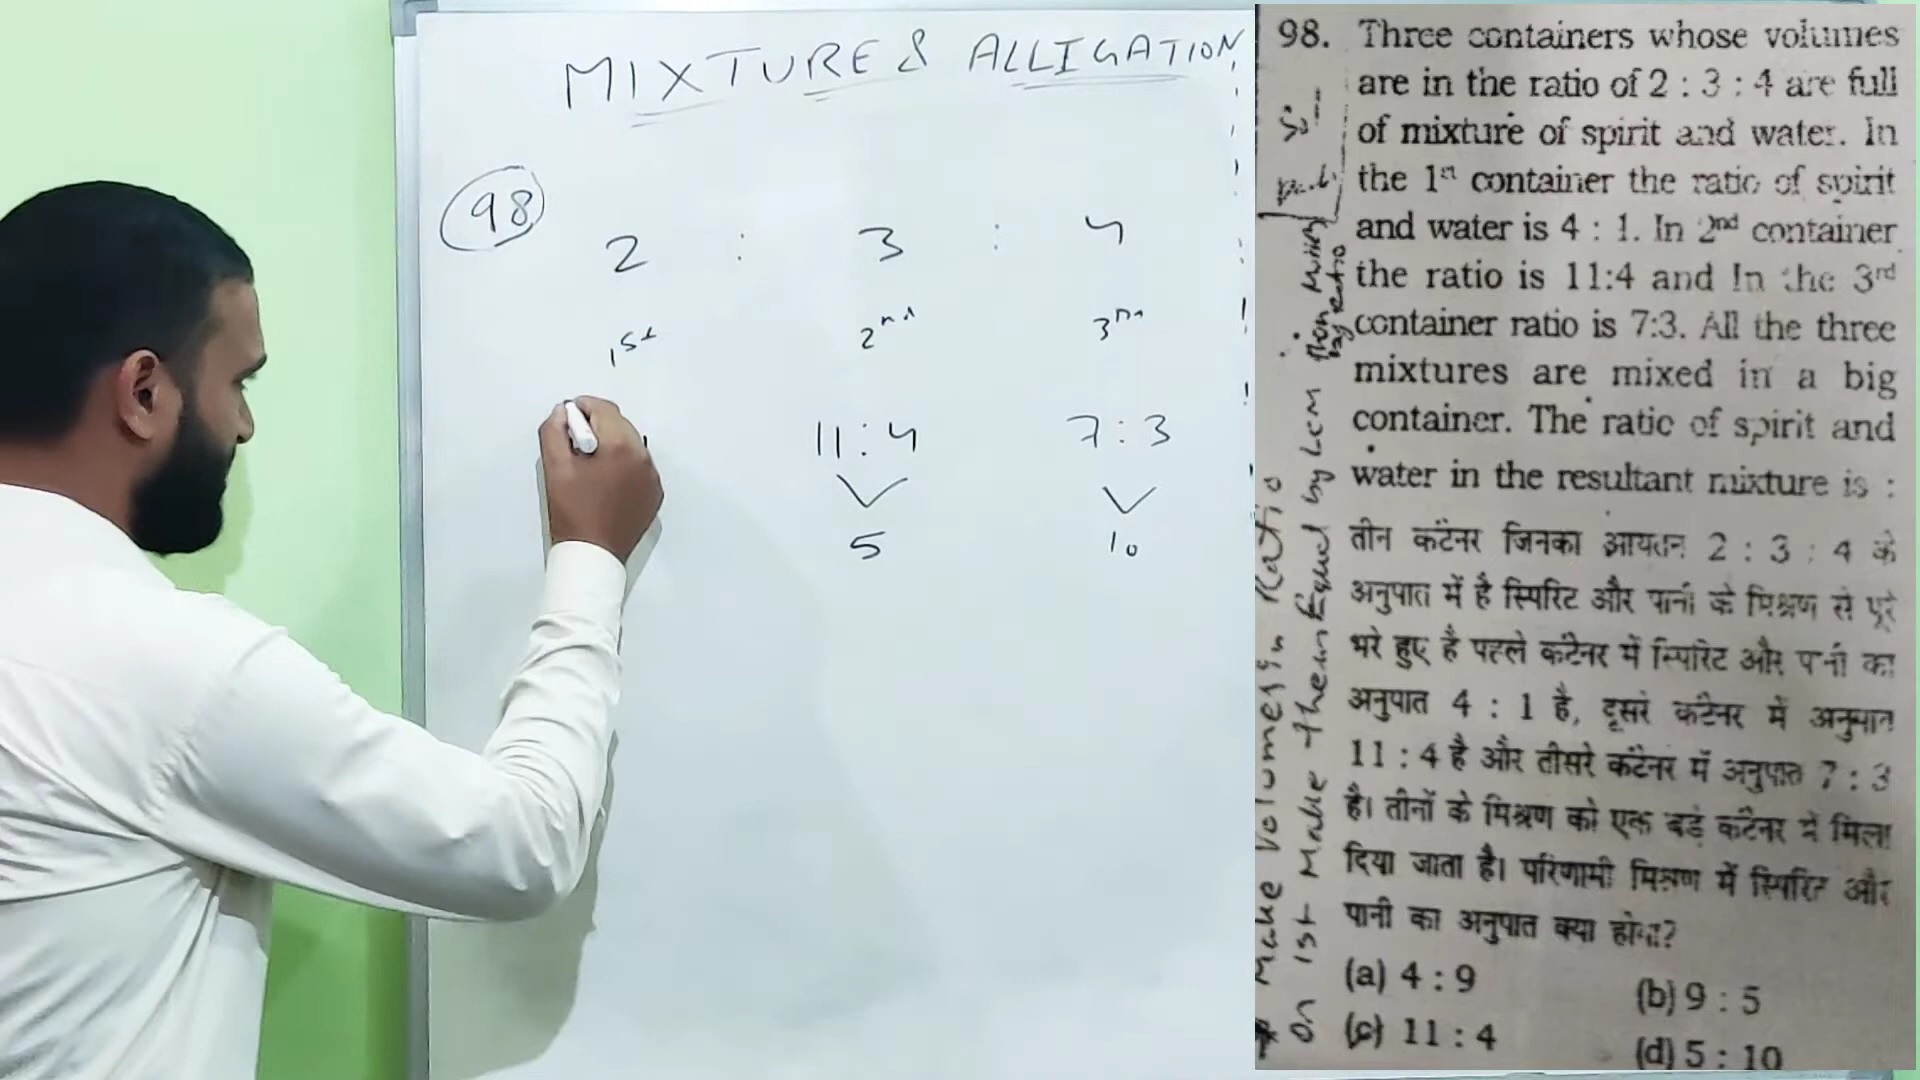 MIXTURE & ALLIGATION
98
2 : 3 : 4
1st 2nd 3rd
11:4 7:3
5 10
98. Three containers whose volumes
are in the ratio of 2 : 3 : 4 are full
of mixture of spirit and water. In
the 1st container the ratio of spirit
and water is 4 : 1. In 2nd container
the ratio is 11:4 and In the 3rd
container ratio is 7:3. All the three
mixtures are mixed in a big
container. The ratio of spirit and
water in the resultant mixture is :
तीन कंटेनर जिनका आयतन 2 : 3 : 4 के
अनुपात में है स्पिरिट और पानी के मिश्रण से पूरे
भरे हुए है पहले कंटेनर में स्पिरिट और पानी का
अनुपात 4 : 1 है, दूसरे कंटेनर में अनुपात
11 : 4 है और तीसरे कंटेनर में अनुपात 7 : 3
है। तीनों के मिश्रण को एक बड़े कंटेनर में मिला
दिया जाता है। परिणामी मिश्रण में स्पिरिट और
पानी का अनुपात क्या होगा?
(a) 4 : 9
(b) 9 : 5
(c) 11 : 4
(d) 5 : 10
Make volumes in Ratio
on 1st Make them Equal by LCM then Multiply by Ratio